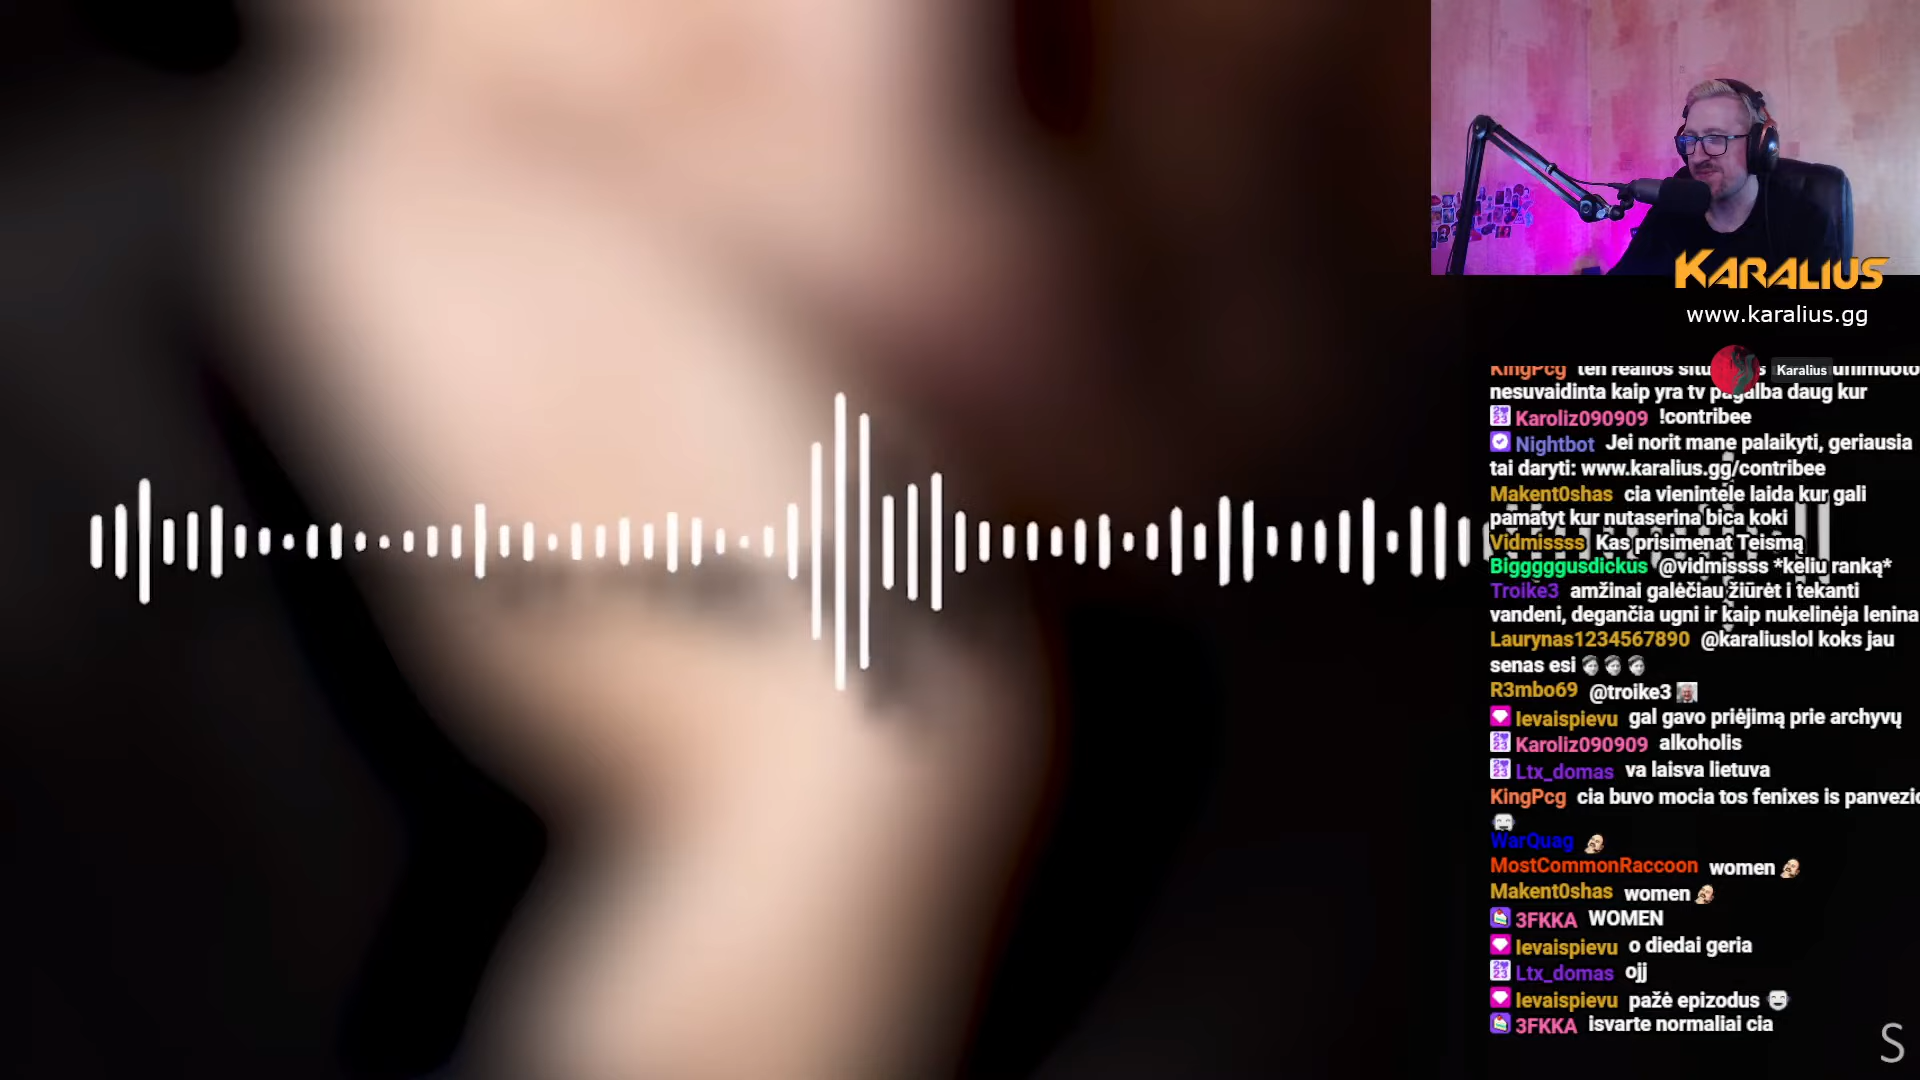 KARALIUS
www.karalius.gg
Karalius
KingPcg ten realios
nesuvaidinta kaip yra tv pagalba daug kur
Karoliz090909 !contribee
Nightbot Jei norit mane palaikyti, geriausia
tai daryti: www.karalius.gg/contribee
Makent0shas cia vienintele laida kur gali
pamatyt kur nutaserina bica koki
Vidmissss Kas prisimenat Teismą
Bigggggusdickus @vidmissss *keliu ranką*
Troike3 amžinai galėčiau žiūrėt i tekanti
vandeni, degančia ugni ir kaip nukelinėja lenina
Laurynas1234567890 @karaliuslol koks jau
senas esi
R3mbo69 @troike3
Ievaispievu gal gavo priėjimą prie archyvų
Karoliz090909 alkoholis
Ltx_domas va laisva lietuva
KingPcg cia buvo mocia tos fenixes is panvezio
WarQuag
MostCommonRaccoon women
Makent0shas women
3FKKA WOMEN
Ievaispievu o diedai geria
Ltx_domas ojj
Ievaispievu pažė epizodus
3FKKA isvarte normaliai cia
S